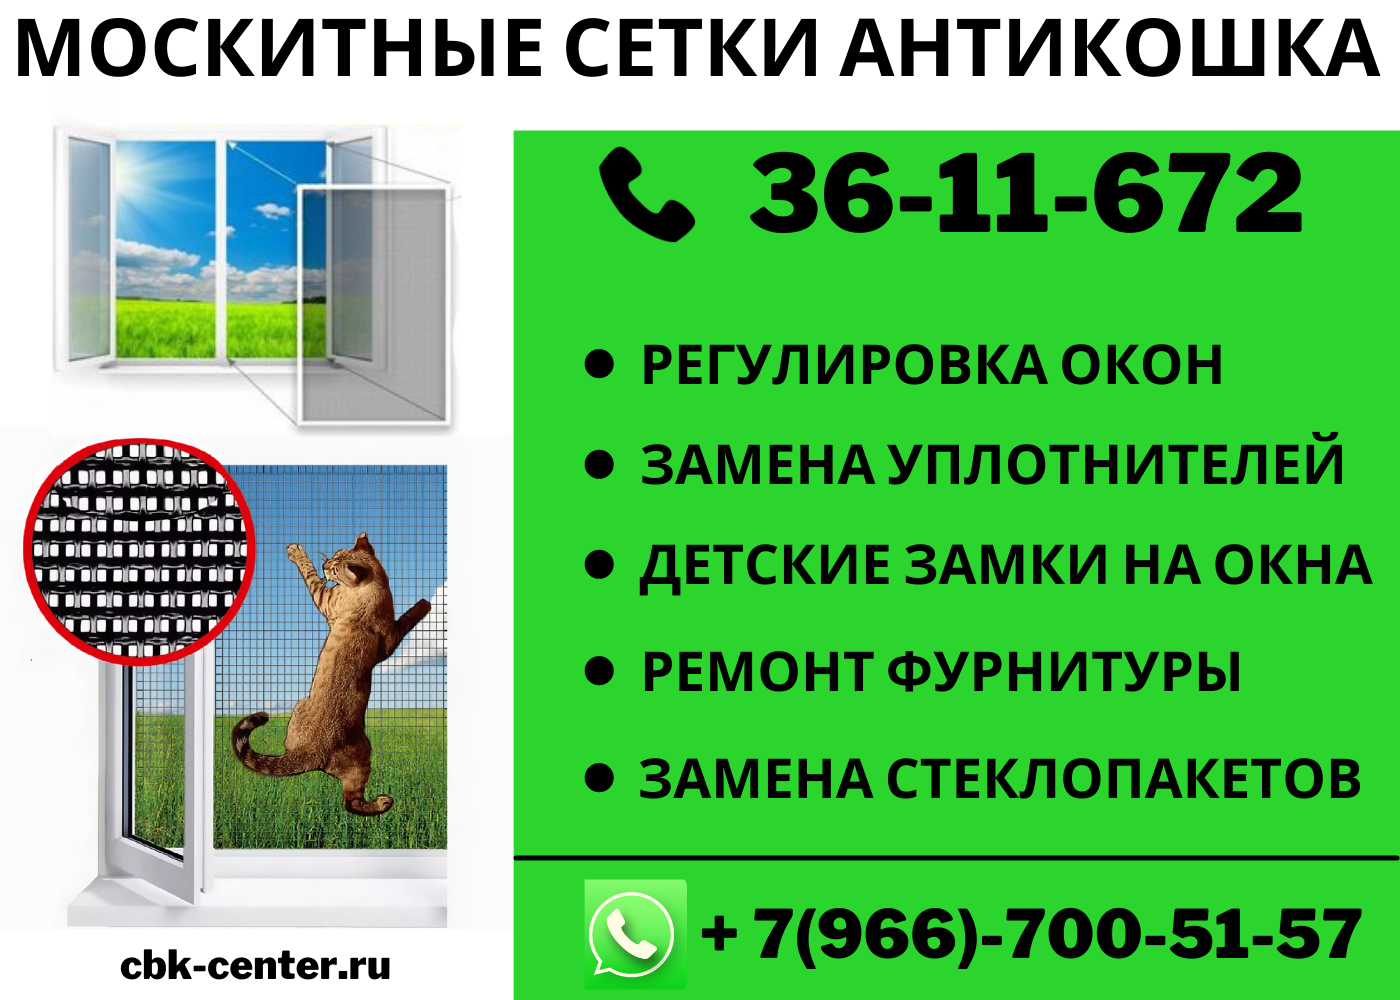 МОСКИТНЫЕ СЕТКИ АНТИКОШКА
36-11-672
• РЕГУЛИРОВКА ОКОН
• ЗАМЕНА УПЛОТНИТЕЛЕЙ
• ДЕТСКИЕ ЗАМКИ НА ОКНА
• РЕМОНТ ФУРНИТУРЫ
• ЗАМЕНА СТЕКЛОПАКЕТОВ
+ 7(966)-700-51-57
cbk-center.ru